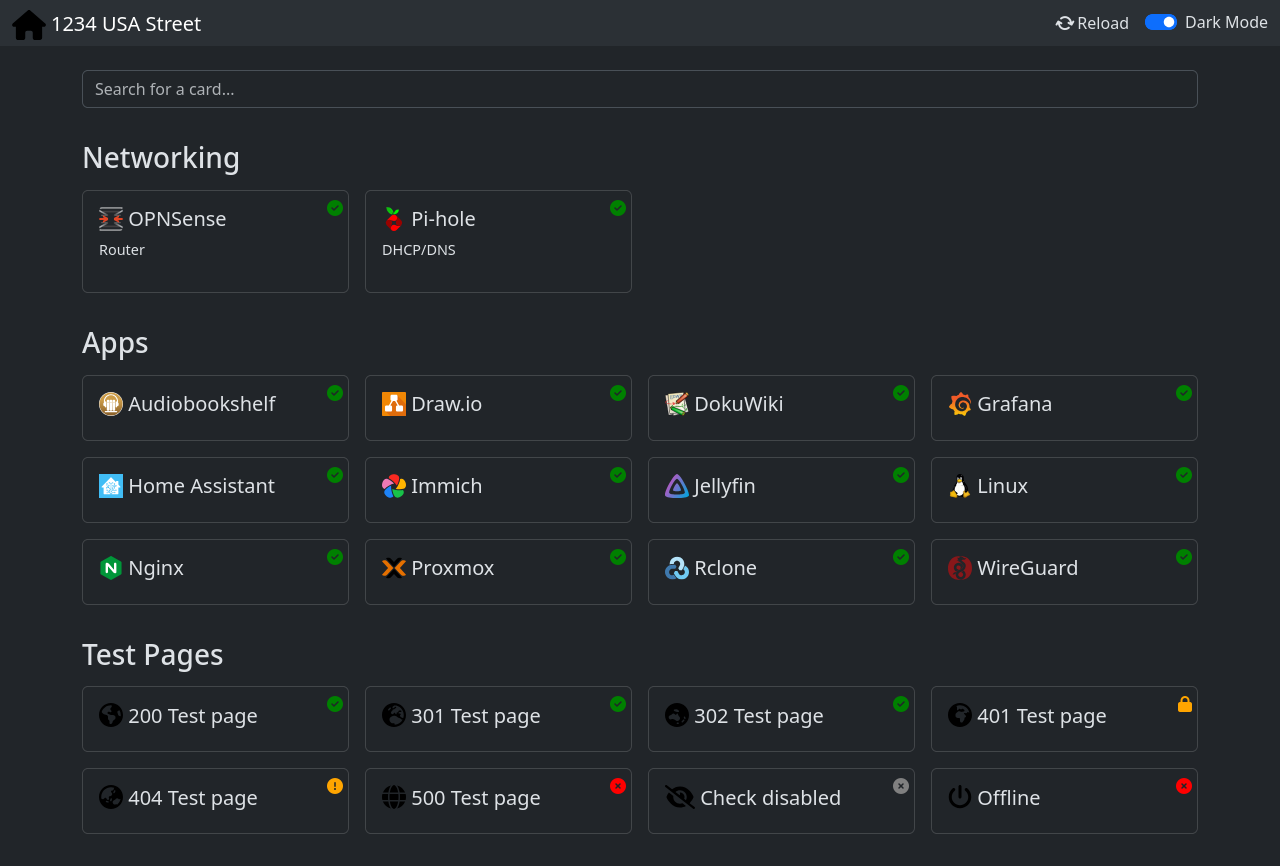 1234 USA Street
Reload
Dark Mode
Search for a card...
Networking
OPNSense
Router
Pi-hole
DHCP/DNS
Apps
Audiobookshelf
Draw.io
DokuWiki
Grafana
Home Assistant
Immich
Jellyfin
Linux
Nginx
Proxmox
Rclone
WireGuard
Test Pages
200 Test page
301 Test page
302 Test page
401 Test page
404 Test page
500 Test page
Check disabled
Offline